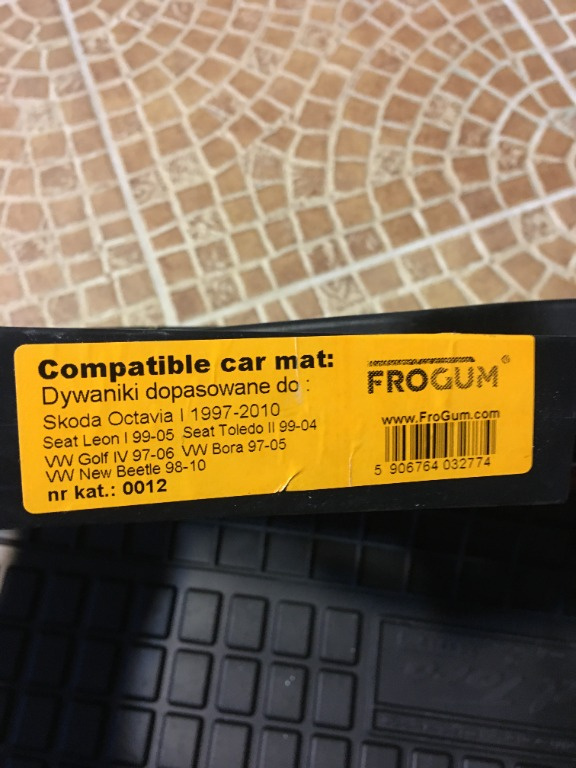 Compatible car mat:
Dywaniki dopasowane do :
Skoda Octavia I 1997-2010
Seat Leon I 99-05 Seat Toledo II 99-04
VW Golf IV 97-06 VW Bora 97-05
VW New Beetle 98-10
nr kat.: 0012
FROGUM®
www.FroGum.com
5 906764 032774